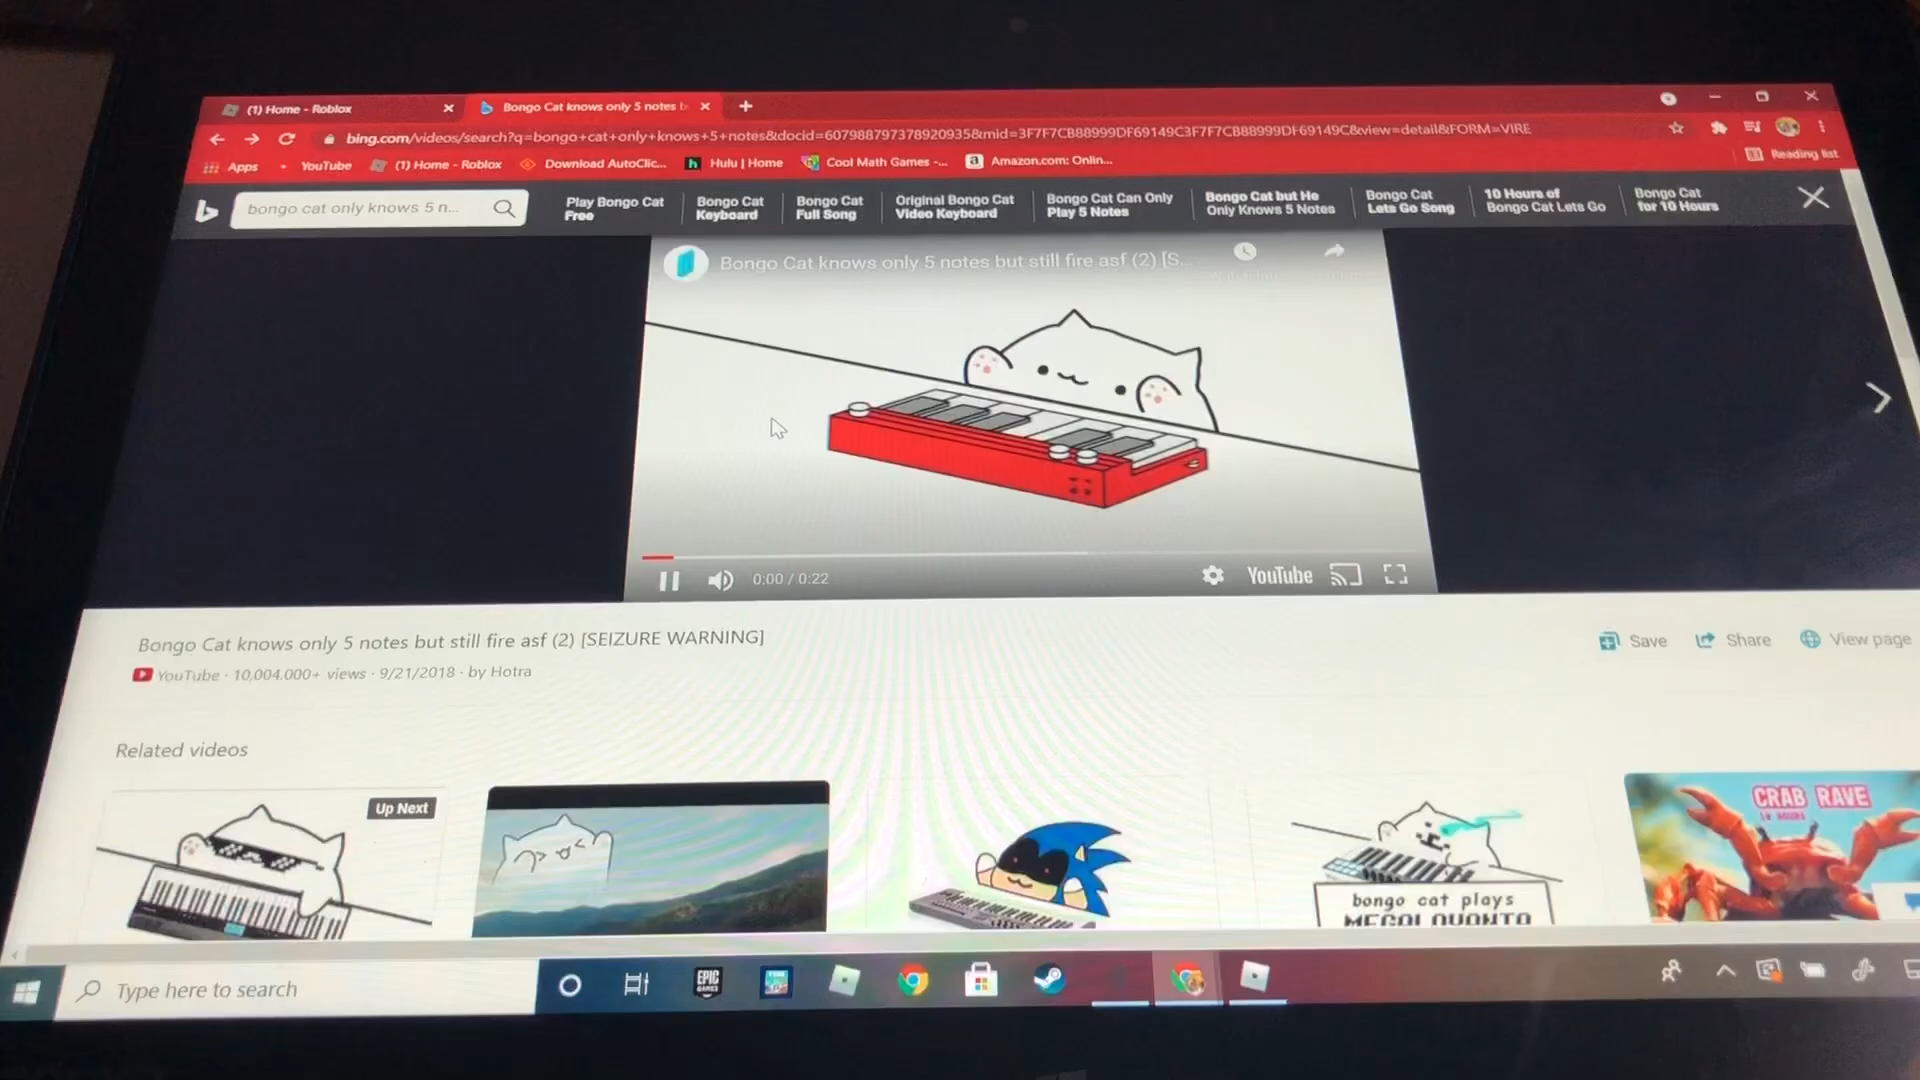 (1) Home - Roblox
Bongo Cat knows only 5 notes b
bing.com/videos/search?q=bongo+cat+only+knows+5+notes&docid=607988797378920935&mid=3F7F7CB88999DF69149C3F7F7CB88999DF69149C&view=detail&FORM=VIRE
Apps
YouTube
(1) Home - Roblox
Download AutoClic...
h
Hulu | Home
Cool Math Games -...
a
Amazon.com: Onlin...
Reading list
bongo cat only knows 5 n...
Play Bongo Cat
Free
Bongo Cat
Keyboard
Bongo Cat
Full Song
Original Bongo Cat
Video Keyboard
Bongo Cat Can Only
Play 5 Notes
Bongo Cat but He
Only Knows 5 Notes
Bongo Cat
Lets Go Song
10 Hours of
Bongo Cat Lets Go
Bongo Cat
for 10 Hours
Bongo Cat knows only 5 notes but still fire asf (2) [S...
0:00 / 0:22
YouTube
Bongo Cat knows only 5 notes but still fire asf (2) [SEIZURE WARNING]
YouTube · 10,004.000+ views · 9/21/2018 · by Hotra
Save
Share
View page
Related videos
Up Next
bongo cat plays
MEGALOVANIA
CRAB RAVE
10 HOURS
Type here to search
EPIC
GAMES